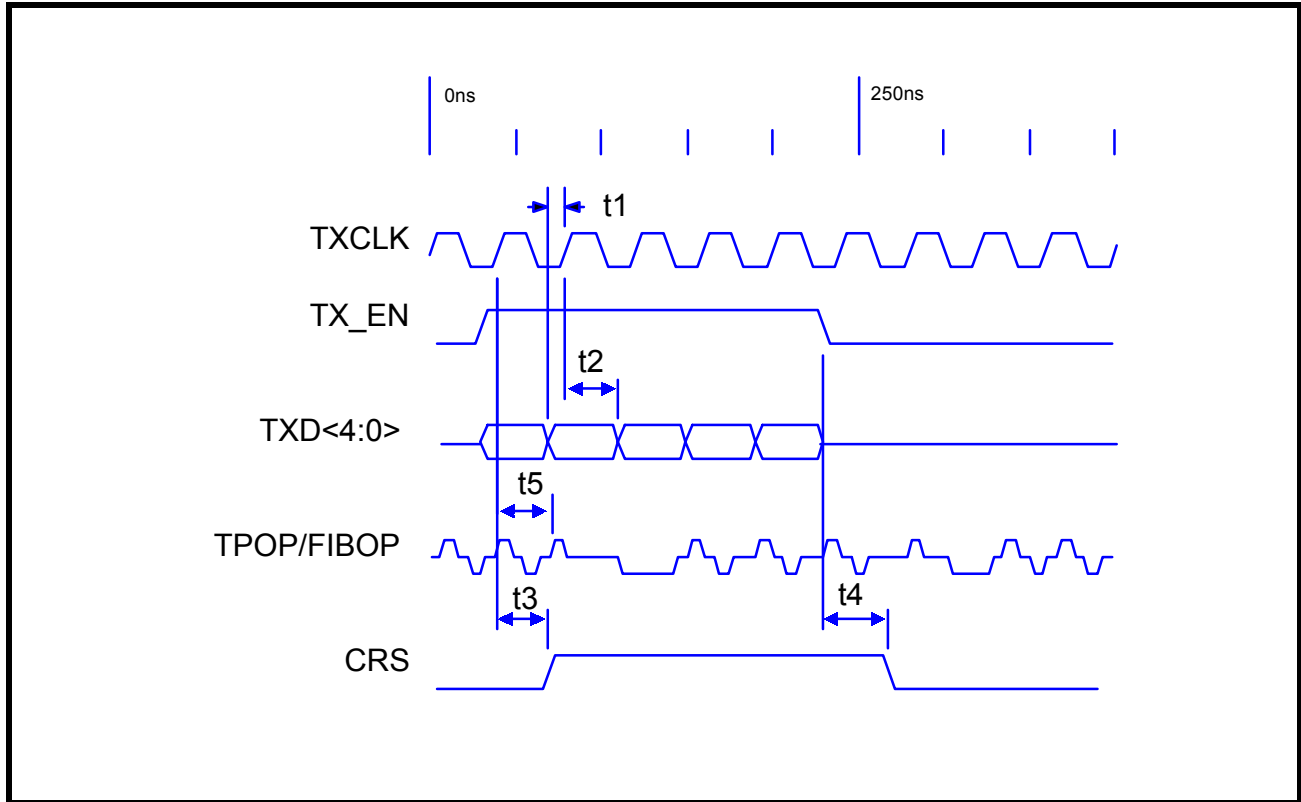 0ns
250ns
t1
TXCLK
TX_EN
t2
TXD<4:0>
t5
TPOP/FIBOP
t3
t4
CRS